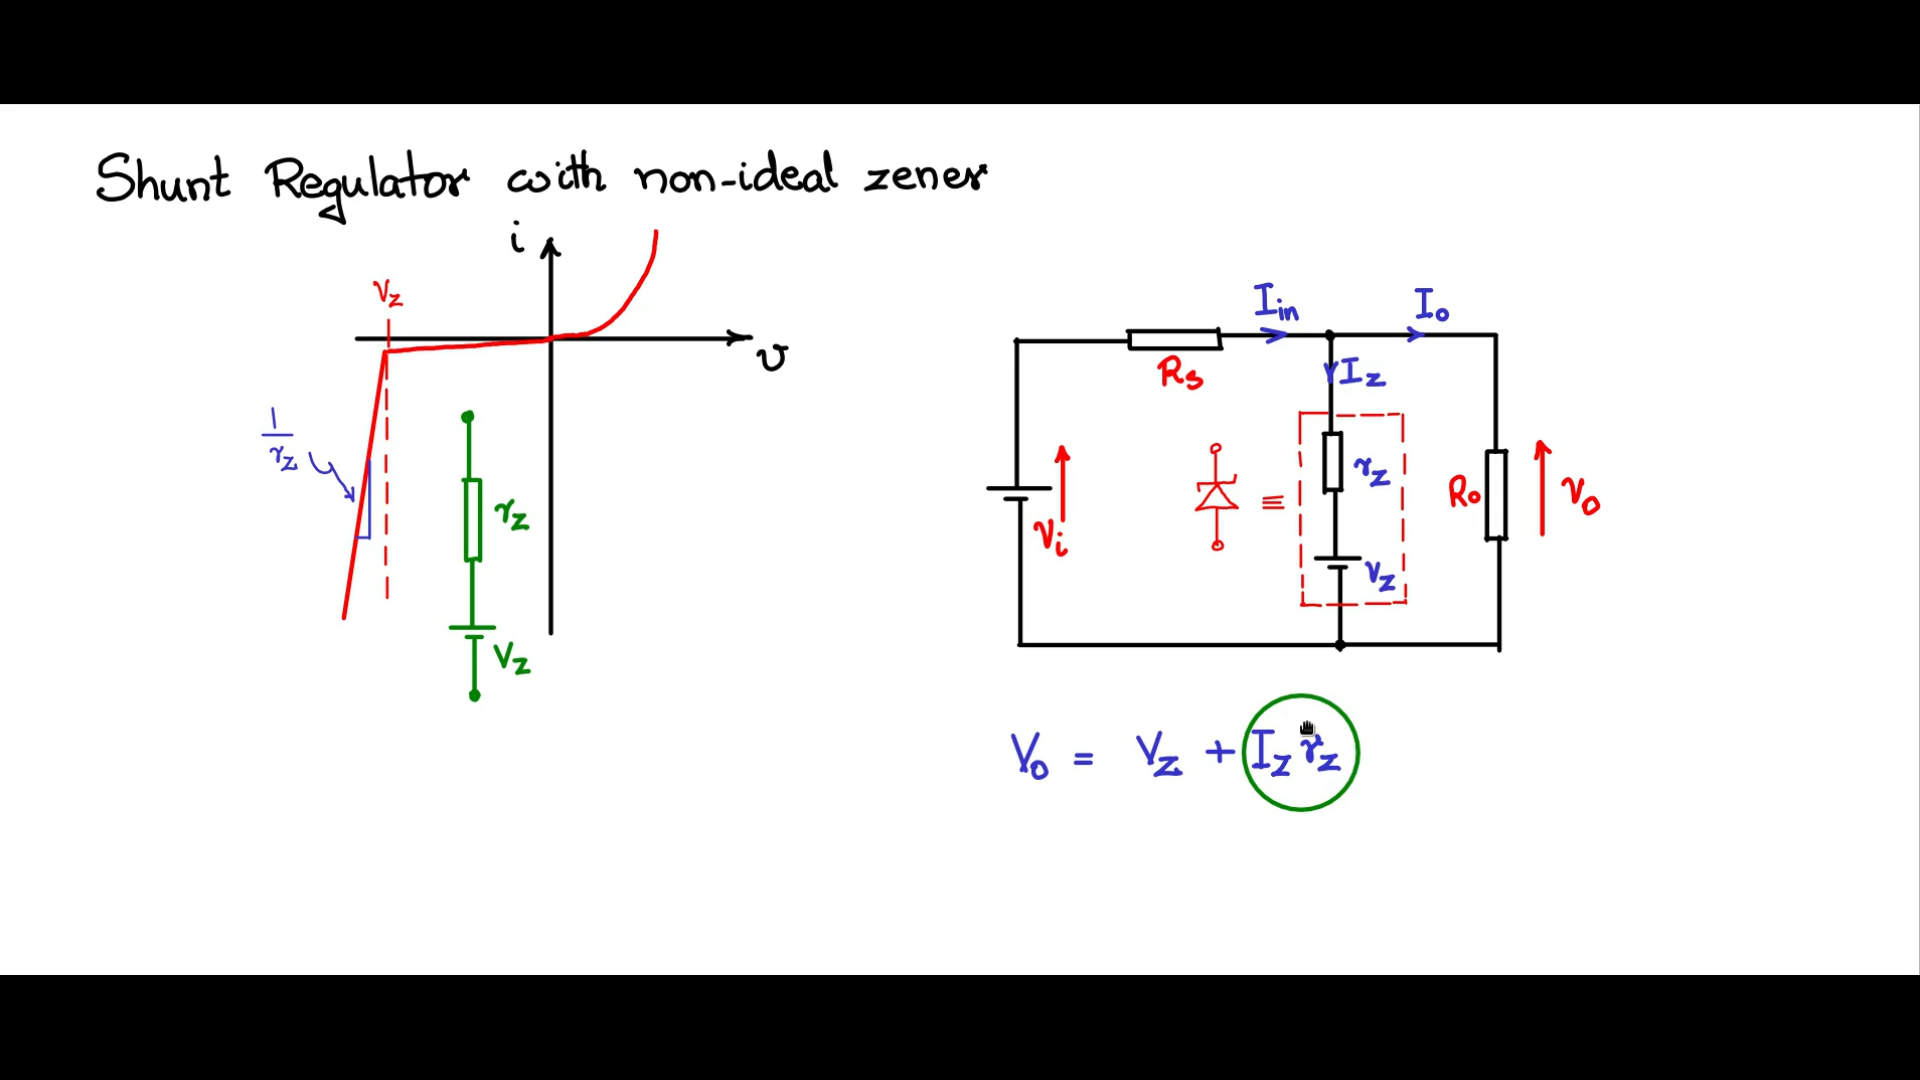 Shunt Regulator with non-ideal zener
i
Vz
v
1/rz
rz
Vz
Iin
Io
Rs
Iz
rz
≡
Vz
Vi
Ro
Vo
Vo = Vz + Iz rz